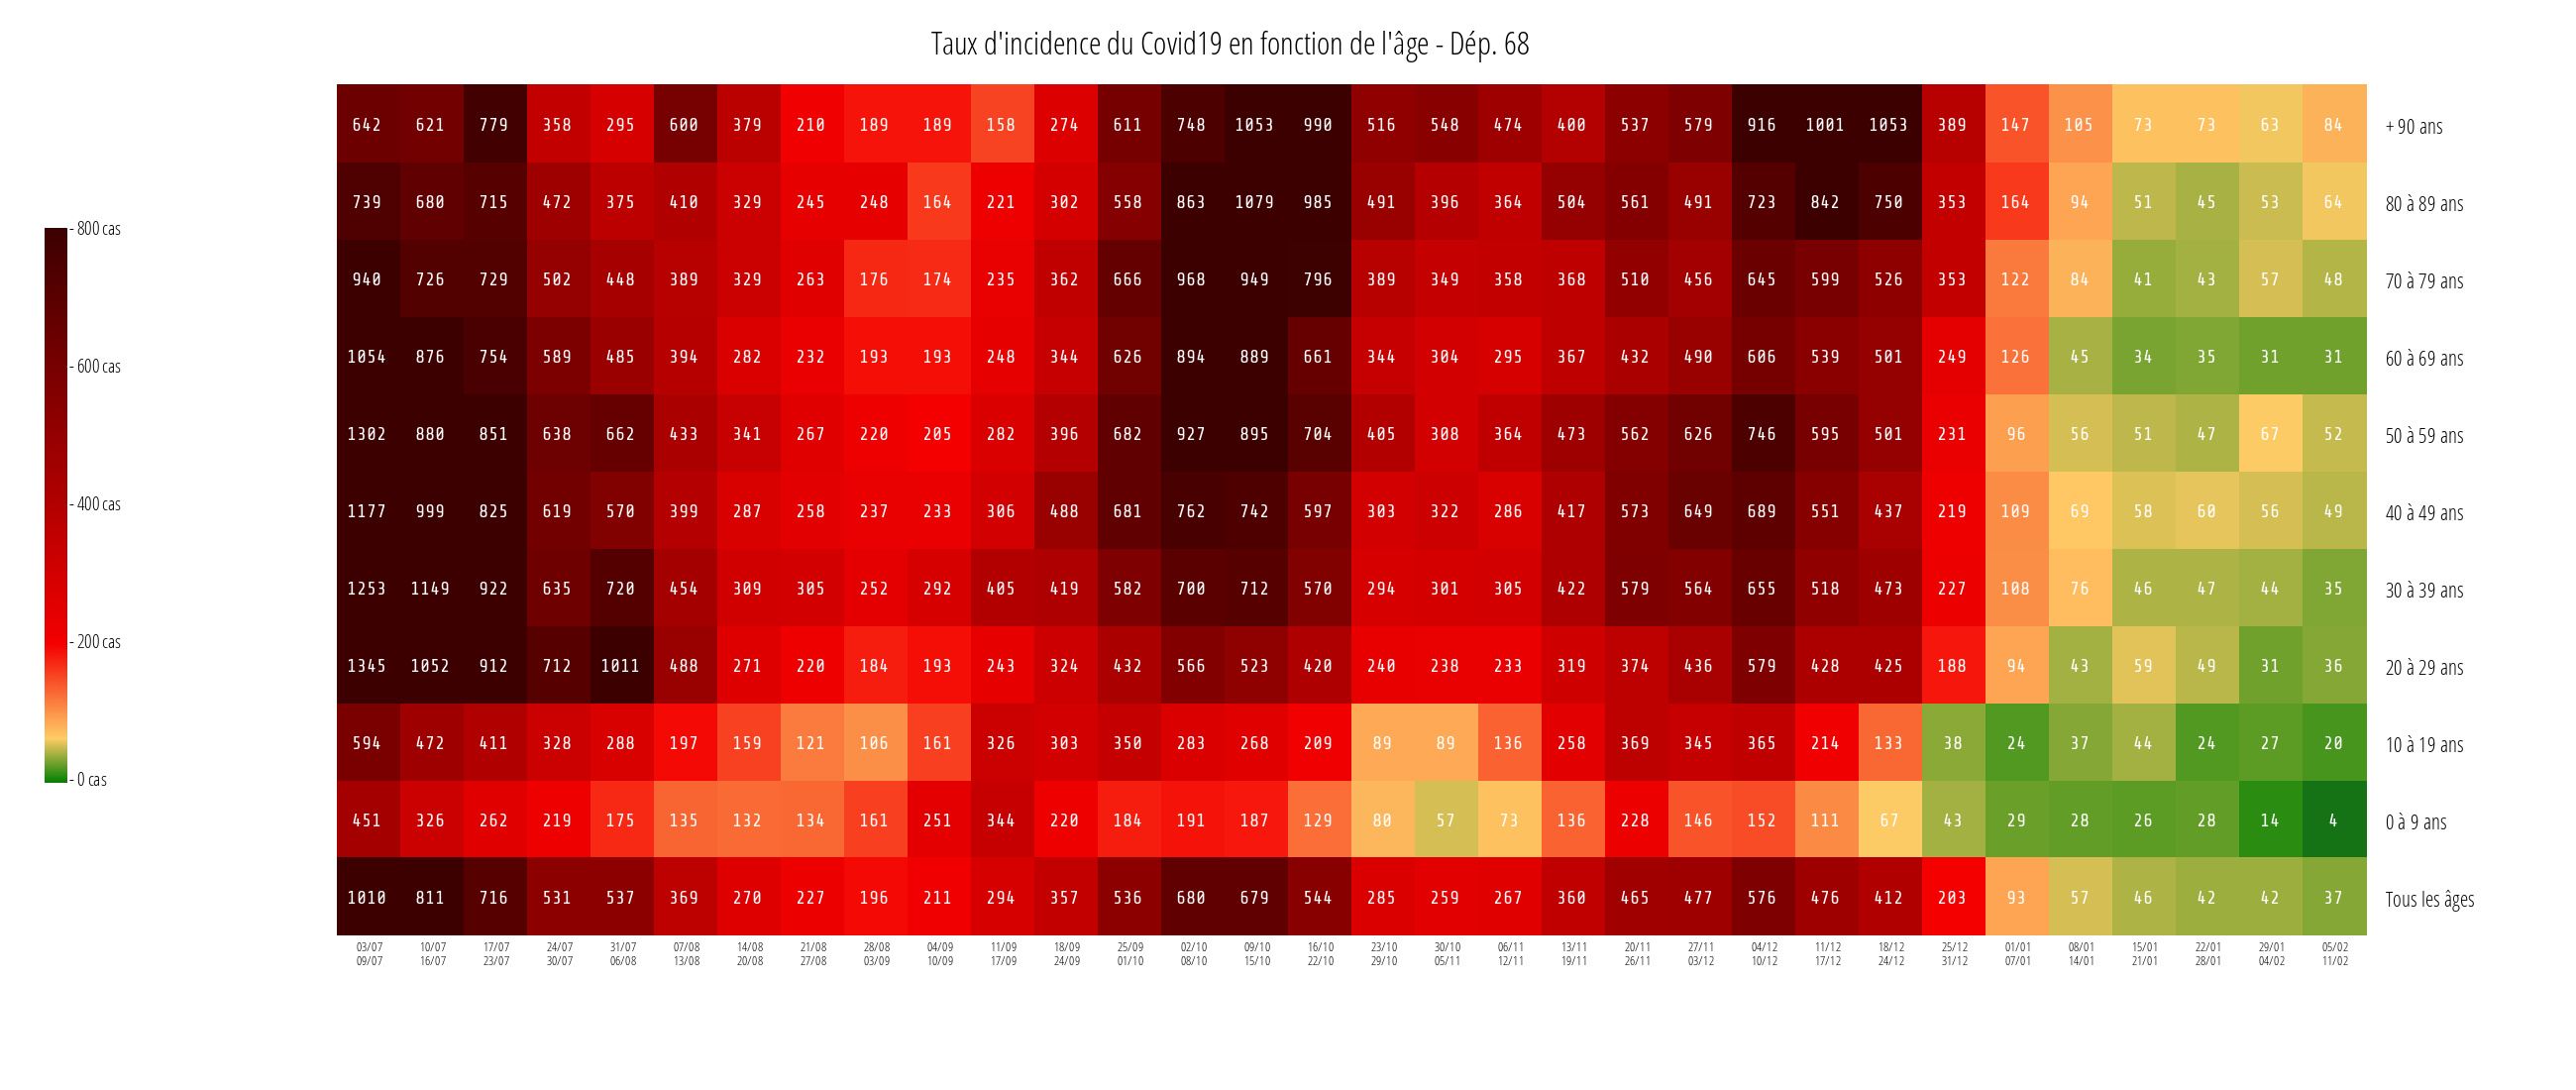 Taux d'incidence du Covid19 en fonction de l'âge - Dép. 68
- 800 cas
- 600 cas
- 400 cas
- 200 cas
- 0 cas
642 621 779 358 295 600 379 210 189 189 158 274 611 748 1053 990 516 548 474 400 537 579 916 1001 1053 389 147 105 73 73 63 84 + 90 ans
739 680 715 472 375 410 329 245 248 164 221 302 558 863 1079 985 491 396 364 504 561 491 723 842 750 353 164 94 51 45 53 64 80 à 89 ans
940 726 729 502 448 389 329 263 176 174 235 362 666 968 949 796 389 349 358 368 510 456 645 599 526 353 122 84 41 43 57 48 70 à 79 ans
1054 876 754 589 485 394 282 232 193 193 248 344 626 894 889 661 344 304 295 367 432 490 606 539 501 249 126 45 34 35 31 31 60 à 69 ans
1302 880 851 638 662 433 341 267 220 205 282 396 682 927 895 704 405 308 364 473 562 626 746 595 501 231 96 56 51 47 67 52 50 à 59 ans
1177 999 825 619 570 399 287 258 237 233 306 488 681 762 742 597 303 322 286 417 573 649 689 551 437 219 109 69 58 60 56 49 40 à 49 ans
1253 1149 922 635 720 454 309 305 252 292 405 419 582 700 712 570 294 301 305 422 579 564 655 518 473 227 108 76 46 47 44 35 30 à 39 ans
1345 1052 912 712 1011 488 271 220 184 193 243 324 432 566 523 420 240 238 233 319 374 436 579 428 425 188 94 43 59 49 31 36 20 à 29 ans
594 472 411 328 288 197 159 121 106 161 326 303 350 283 268 209 89 89 136 258 369 345 365 214 133 38 24 37 44 24 27 20 10 à 19 ans
451 326 262 219 175 135 132 134 161 251 344 220 184 191 187 129 80 57 73 136 228 146 152 111 67 43 29 28 26 28 14 4 0 à 9 ans
1010 811 716 531 537 369 270 227 196 211 294 357 536 680 679 544 285 259 267 360 465 477 576 476 412 203 93 57 46 42 42 37 Tous les âges
03/07 10/07 17/07 24/07 31/07 07/08 14/08 21/08 28/08 04/09 11/09 18/09 25/09 02/10 09/10 16/10 23/10 30/10 06/11 13/11 20/11 27/11 04/12 11/12 18/12 25/12 01/01 08/01 15/01 22/01 29/01 05/02
09/07 16/07 23/07 30/07 06/08 13/08 20/08 27/08 03/09 10/09 17/09 24/09 01/10 08/10 15/10 22/10 29/10 05/11 12/11 19/11 26/11 03/12 10/12 17/12 24/12 31/12 07/01 14/01 21/01 28/01 04/02 11/02